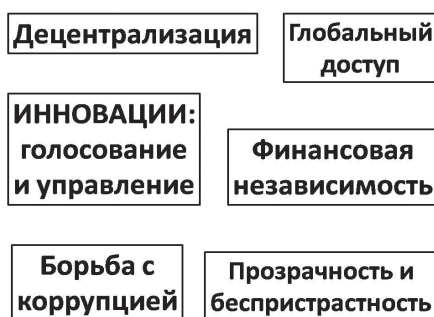 Децентрализация
Глобальный
доступ
ИННОВАЦИИ:
голосование
и управление
Финансовая
независимость
Борьба с
коррупцией
Прозрачность и
беспристрастность